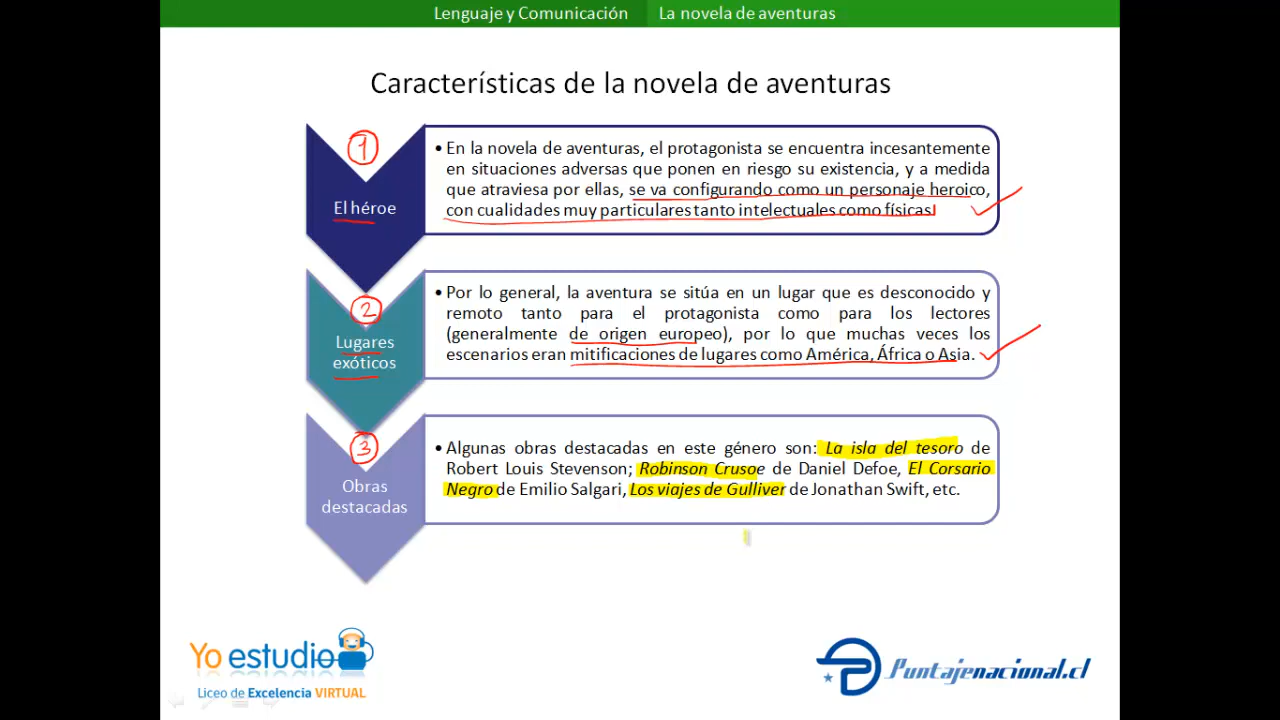 Lenguaje y Comunicación La novela de aventuras
Características de la novela de aventuras
1
El héroe
• En la novela de aventuras, el protagonista se encuentra incesantemente
en situaciones adversas que ponen en riesgo su existencia, y a medida
que atraviesa por ellas, se va configurando como un personaje heroico,
con cualidades muy particulares tanto intelectuales como físicas
2
Lugares
exóticos
• Por lo general, la aventura se sitúa en un lugar que es desconocido y
remoto tanto para el protagonista como para los lectores
(generalmente de origen europeo), por lo que muchas veces los
escenarios eran mitificaciones de lugares como América, África o Asia.
3
Obras
destacadas
• Algunas obras destacadas en este género son: La isla del tesoro de
Robert Louis Stevenson; Robinson Crusoe de Daniel Defoe, El Corsario
Negro de Emilio Salgari, Los viajes de Gulliver de Jonathan Swift, etc.
Yo estudio
Liceo de Excelencia VIRTUAL
Puntajenacional.cl